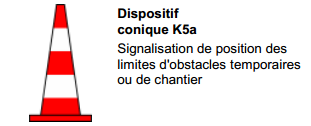 Dispositif
conique K5a
Signalisation de position des
limites d'obstacles temporaires
ou de chantier